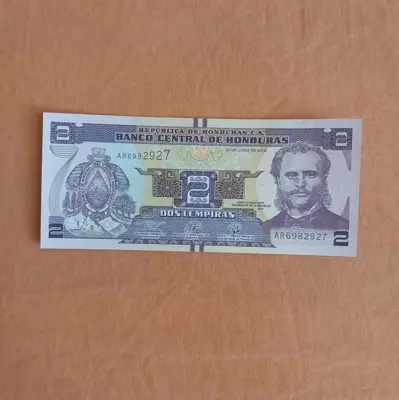 2
REPUBLICA DE HONDURAS C.A.
BANCO CENTRAL DE HONDURAS
AR6982927
2
DOS LEMPIRAS
2
AR6982927
2